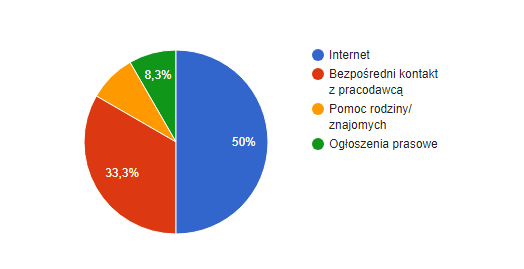 8,3%
50%
33,3%
Internet
Bezpośredni kontakt
z pracodawcą
Pomoc rodziny/
znajomych
Ogłoszenia prasowe